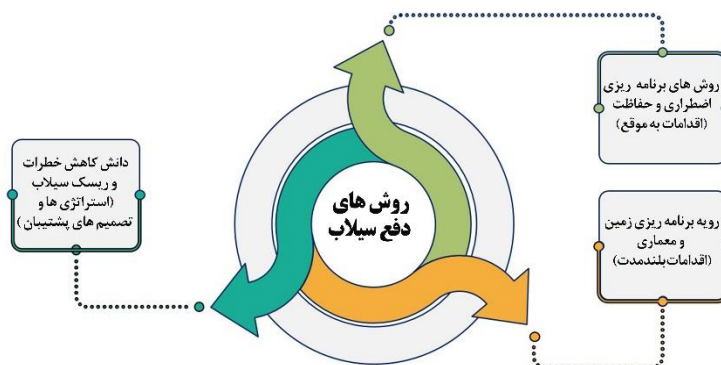 روش های برنامه ریزی
اضطراری و حفاظت
(اقدامات به موقع)
رویه برنامه ریزی زمین
و معماری
(اقدامات بلندمدت)
روش های
دفع سیلاب
دانش کاهش خطرات
و ریسک سیلاب
(استراتژی ها و
تصمیم های پشتیبان)